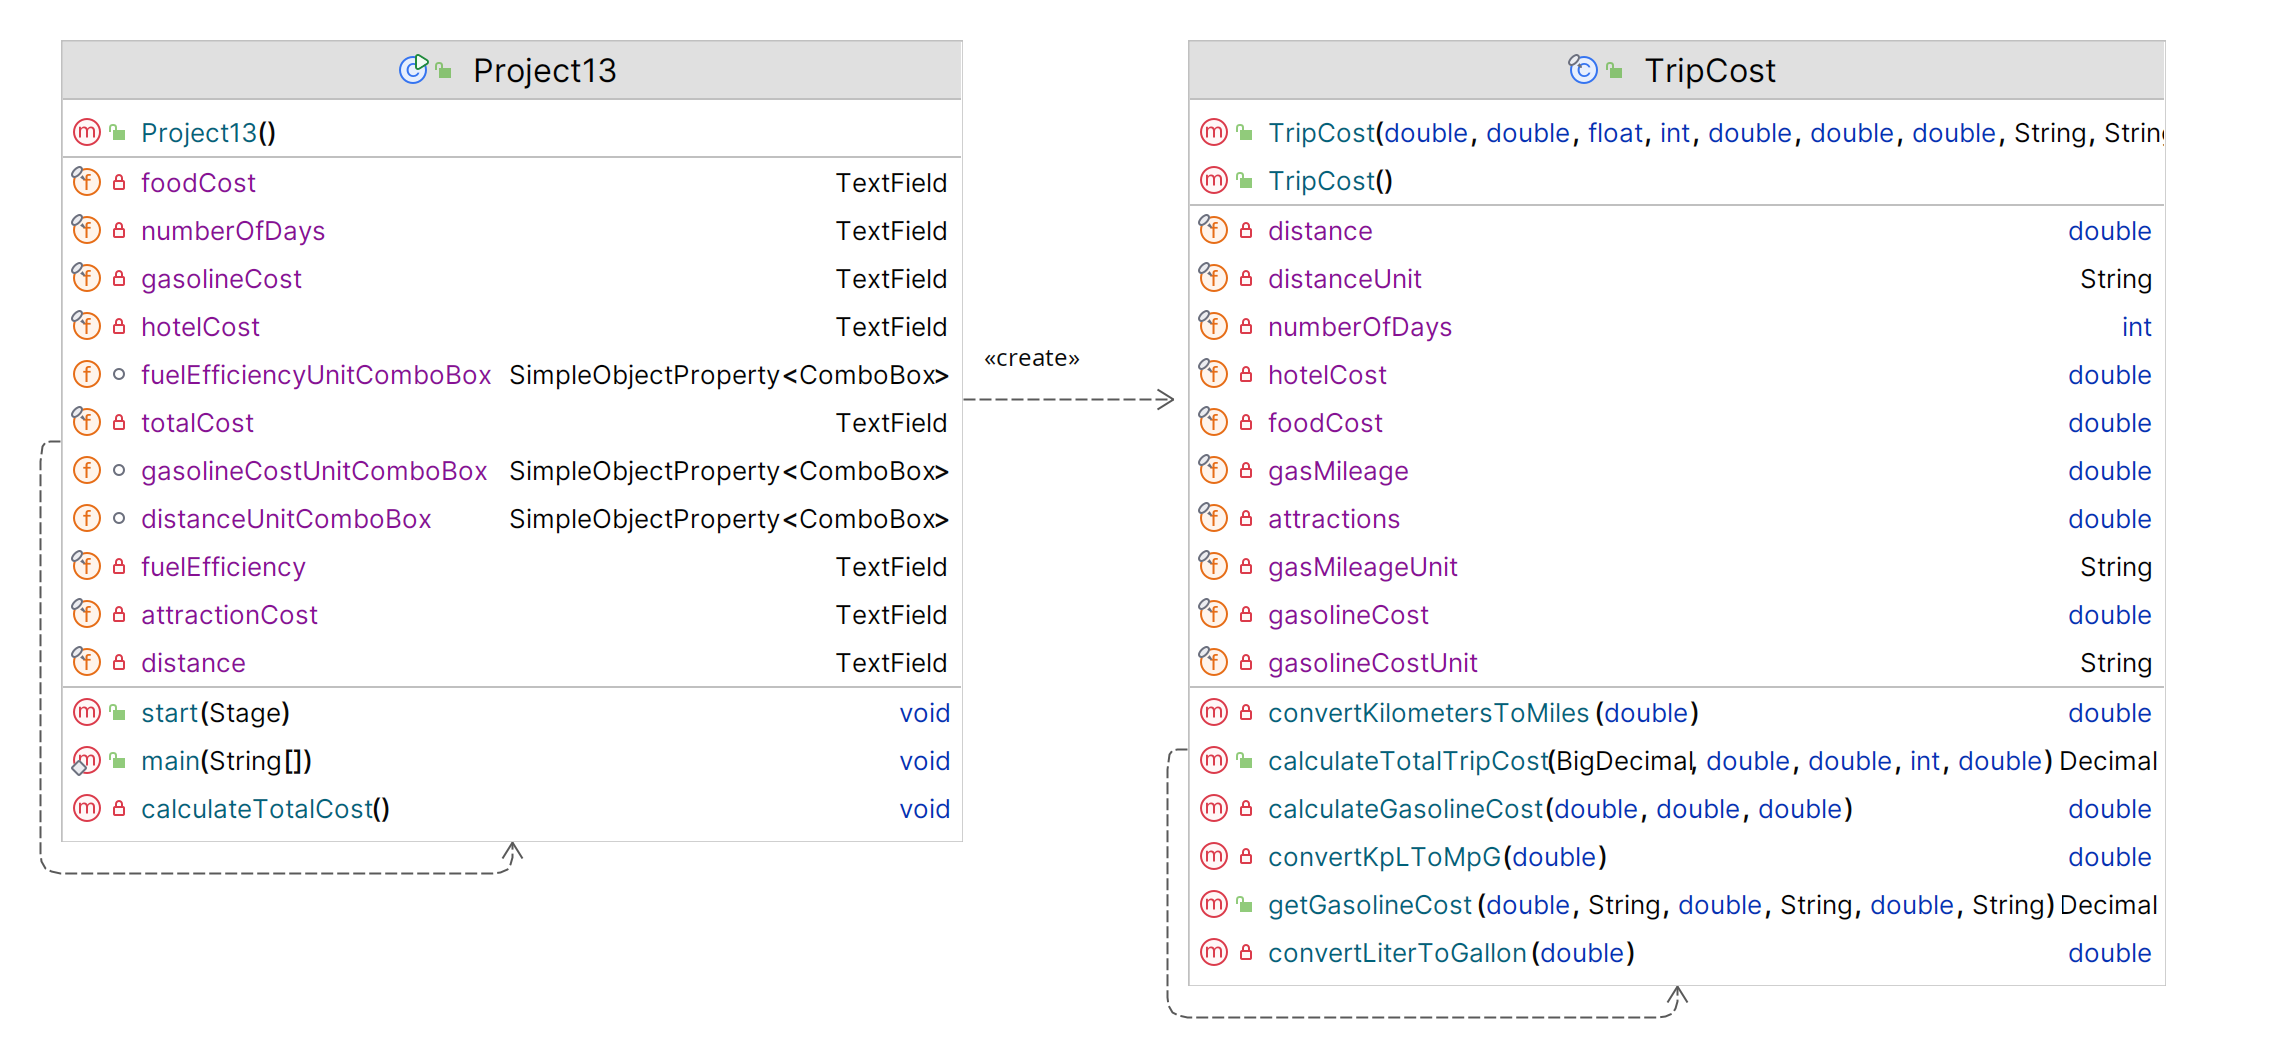 Project13
Project13()
foodCost TextField
numberOfDays TextField
gasolineCost TextField
hotelCost TextField
fuelEfficiencyUnitComboBox SimpleObjectProperty<ComboBox>
totalCost TextField
gasolineCostUnitComboBox SimpleObjectProperty<ComboBox>
distanceUnitComboBox SimpleObjectProperty<ComboBox>
fuelEfficiency TextField
attractionCost TextField
distance TextField
start(Stage) void
main(String[]) void
calculateTotalCost() void
«create»
TripCost
TripCost(double, double, float, int, double, double, double, String, String
TripCost()
distance double
distanceUnit String
numberOfDays int
hotelCost double
foodCost double
gasMileage double
attractions double
gasMileageUnit String
gasolineCost double
gasolineCostUnit String
convertKilometersToMiles(double) double
calculateTotalTripCost(BigDecimal, double, double, int, double) Decimal
calculateGasolineCost(double, double, double) double
convertKpLToMpG(double) double
getGasolineCost(double, String, double, String, double, String) Decimal
convertLiterToGallon(double) double